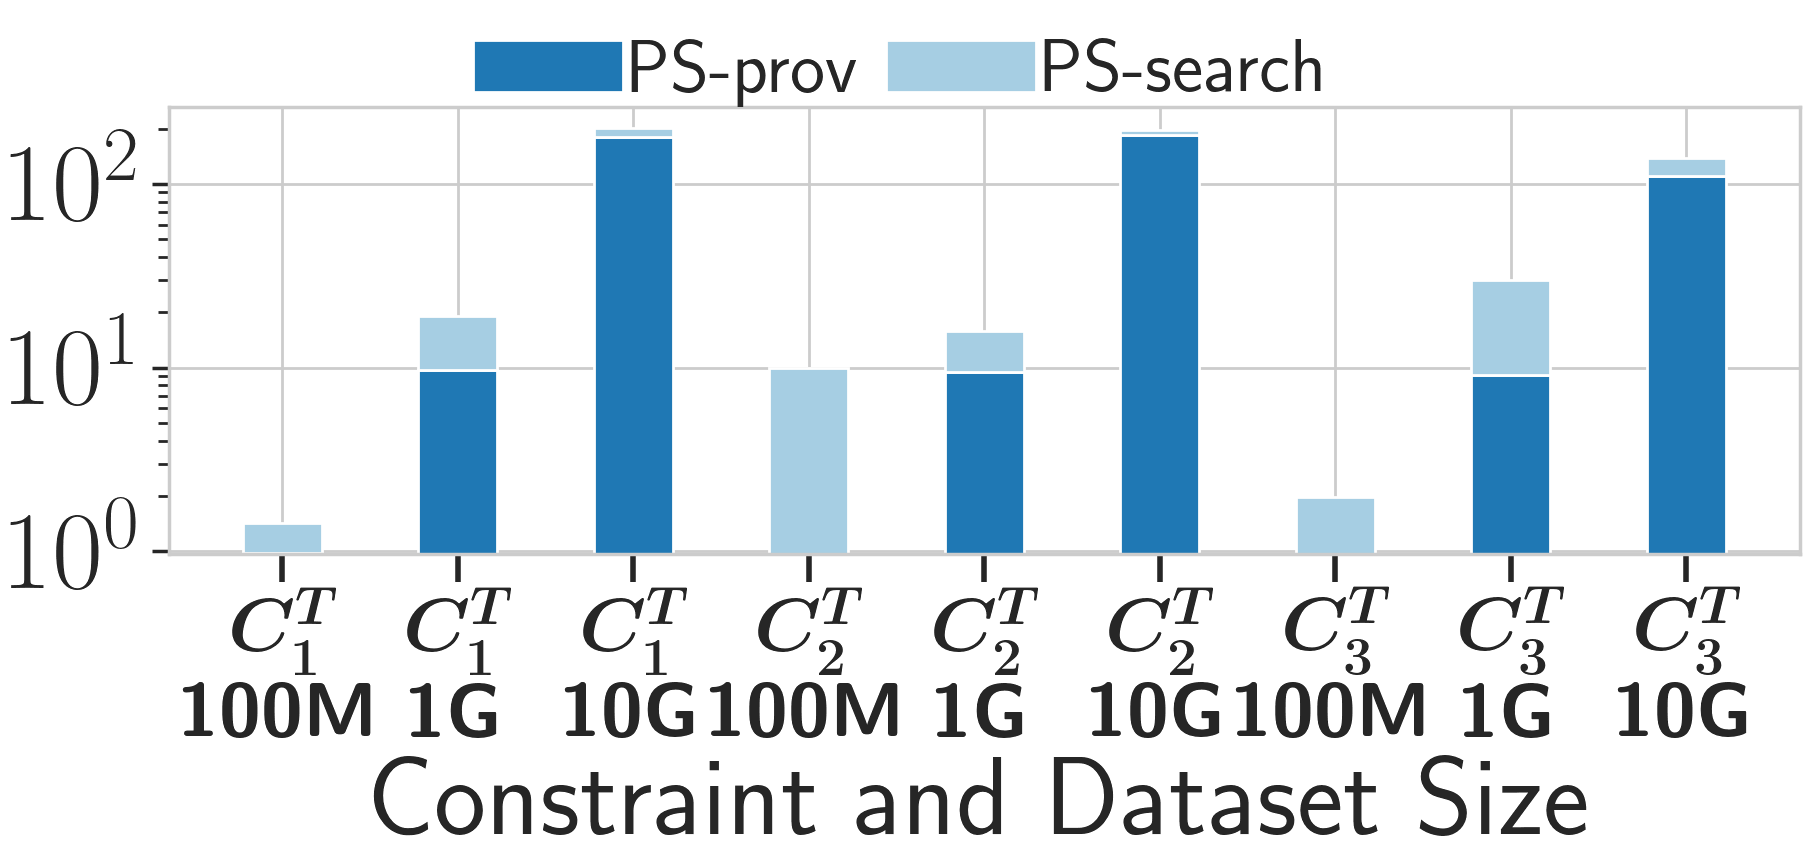 PS-prov PS-search
10^2
10^1
10^0
C_1^T C_1^T C_1^T C_2^T C_2^T C_2^T C_3^T C_3^T C_3^T
100M 1G 10G 100M 1G 10G 100M 1G 10G
Constraint and Dataset Size